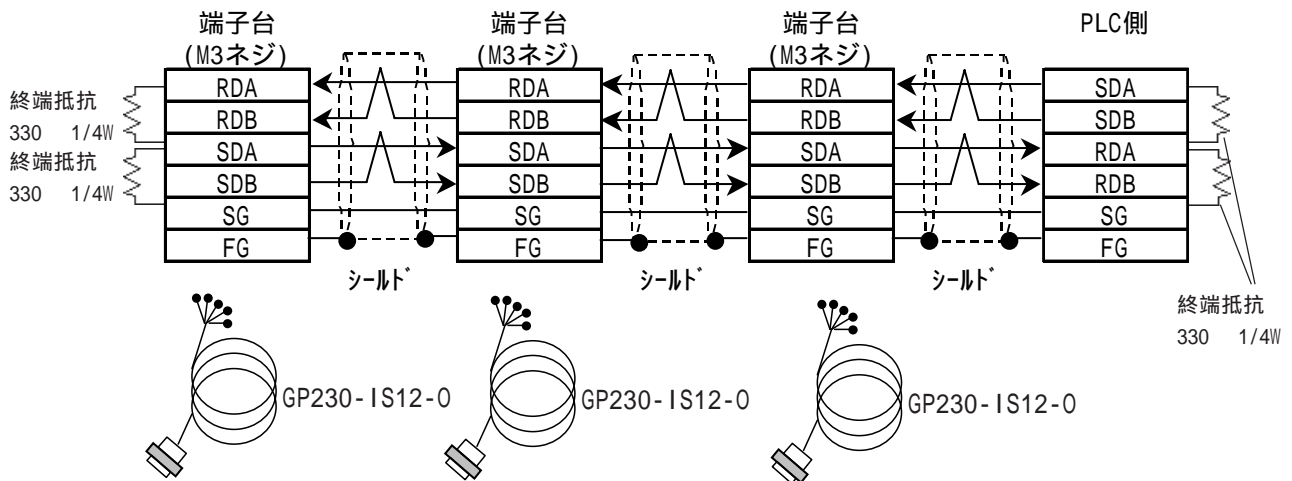 端子台
(M3ネジ)
端子台
(M3ネジ)
端子台
(M3ネジ)
PLC側
終端抵抗
330 1/4W
終端抵抗
330 1/4W
RDA
RDB
SDA
SDB
SG
FG
RDA
RDB
SDA
SDB
SG
FG
RDA
RDB
SDA
SDB
SG
FG
SDA
SDB
RDA
RDB
SG
FG
シールド
シールド
シールド
終端抵抗
330 1/4W
GP230-IS12-O
GP230-IS12-O
GP230-IS12-O